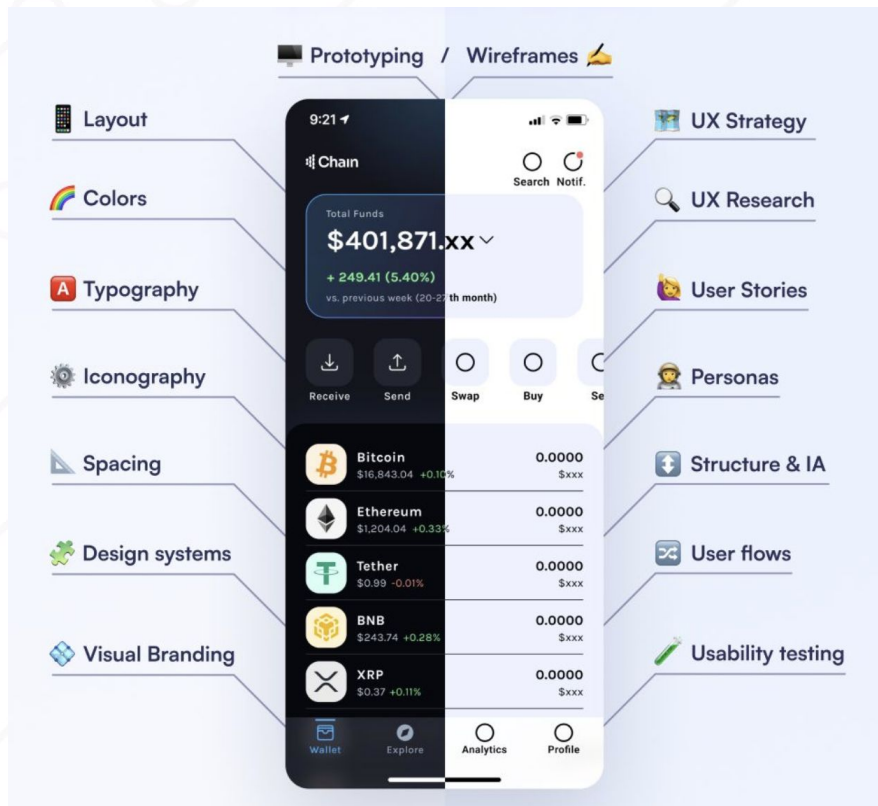 🖥️ Prototyping / Wireframes ✍️
📱 Layout
🌈 Colors
🅰️ Typography
⚙️ Iconography
📐 Spacing
🧩 Design systems
💠 Visual Branding
9:21
Chain
Search Notif.
Total Funds
$401,871.xx
+ 249.41 (5.40%)
vs. previous week (20-27 th month)
Receive Send Swap Buy Se
Bitcoin 0.0000
$16,843.04 +0.10% $xxx
Ethereum 0.0000
$1,204.04 +0.33% $xxx
Tether 0.0000
$0.99 -0.01% $xxx
BNB 0.0000
$243.74 +0.28% $xxx
XRP 0.0000
$0.37 +0.11% $xxx
Wallet Explore Analytics Profile
🗺️ UX Strategy
🔍 UX Research
🙋‍♀️ User Stories
🧑‍🚀 Personas
↕️ Structure & IA
🔀 User flows
🧪 Usability testing